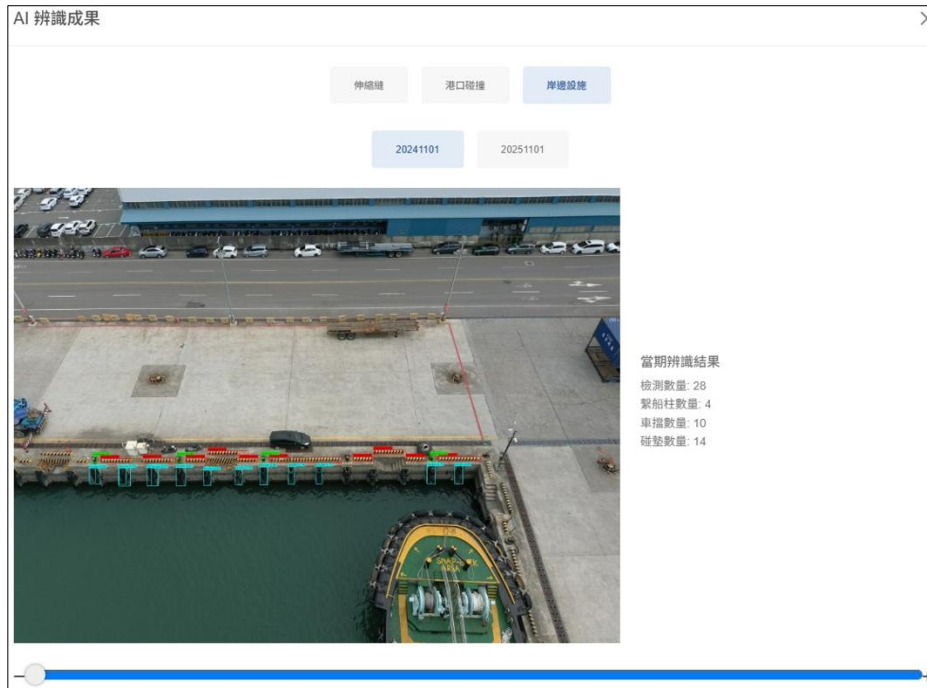 AI 辨識成果
伸縮縫 港口碰撞 岸邊設施
20241101 20251101
當期辨識結果
檢測數量: 28
繫船柱數量: 4
車擋數量: 10
碰墊數量: 14